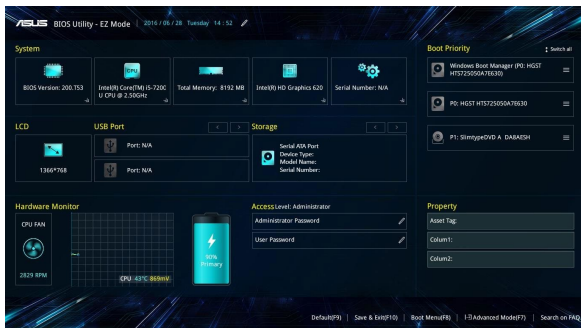 ASUS BIOS Utility - EZ Mode | 2016 / 06 / 28 Tuesday 14 : 52
System
BIOS Version: 200.T53
CPU
Intel(R) Core(TM) i5-7200
U CPU @ 2.50GHz
Total Memory: 8192 MB
Intel(R) HD Graphics 620
Serial Number: N/A
Boot Priority
Switch all
Windows Boot Manager (P0: HGST
HTS725050A7E630)
P0: HGST HTS725050A7E630
P1: SlimtypeDVD A DA8AESH
LCD
1366*768
USB Port
Port: N/A
Port: N/A
Storage
Serial ATA Port
Device Type:
Model Name:
Serial Number:
Hardware Monitor
CPU FAN
2829 RPM
CPU 43°C 869mV
90%
Primary
Access Level: Administrator
Administrator Password
User Password
Property
Asset Tag:
Colum1:
Colum2:
Default(F9) | Save & Exit(F10) | Boot Menu(F8) | Advanced Mode(F7) | Search on FAQ